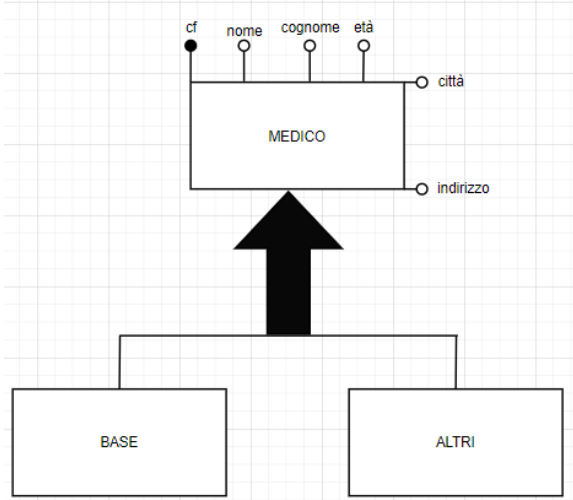 cf nome cognome età
città
MEDICO
indirizzo
BASE ALTRI